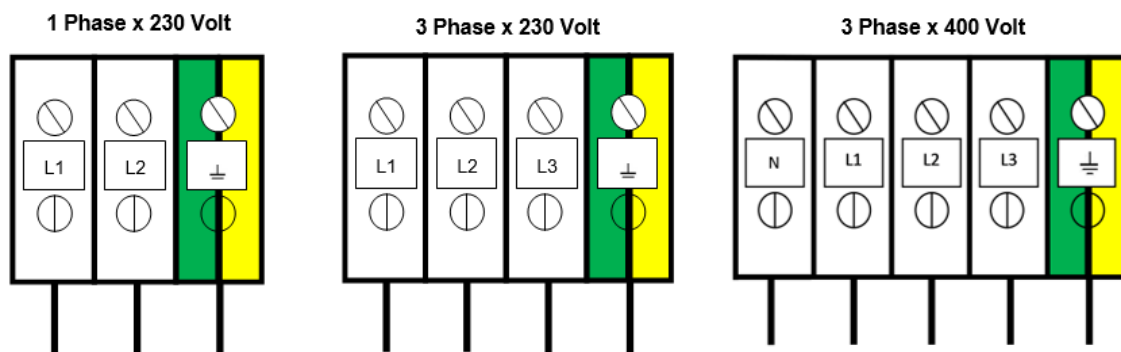 1 Phase x 230 Volt
3 Phase x 230 Volt
3 Phase x 400 Volt
L1 L2
L1 L2 L3
N L1 L2 L3